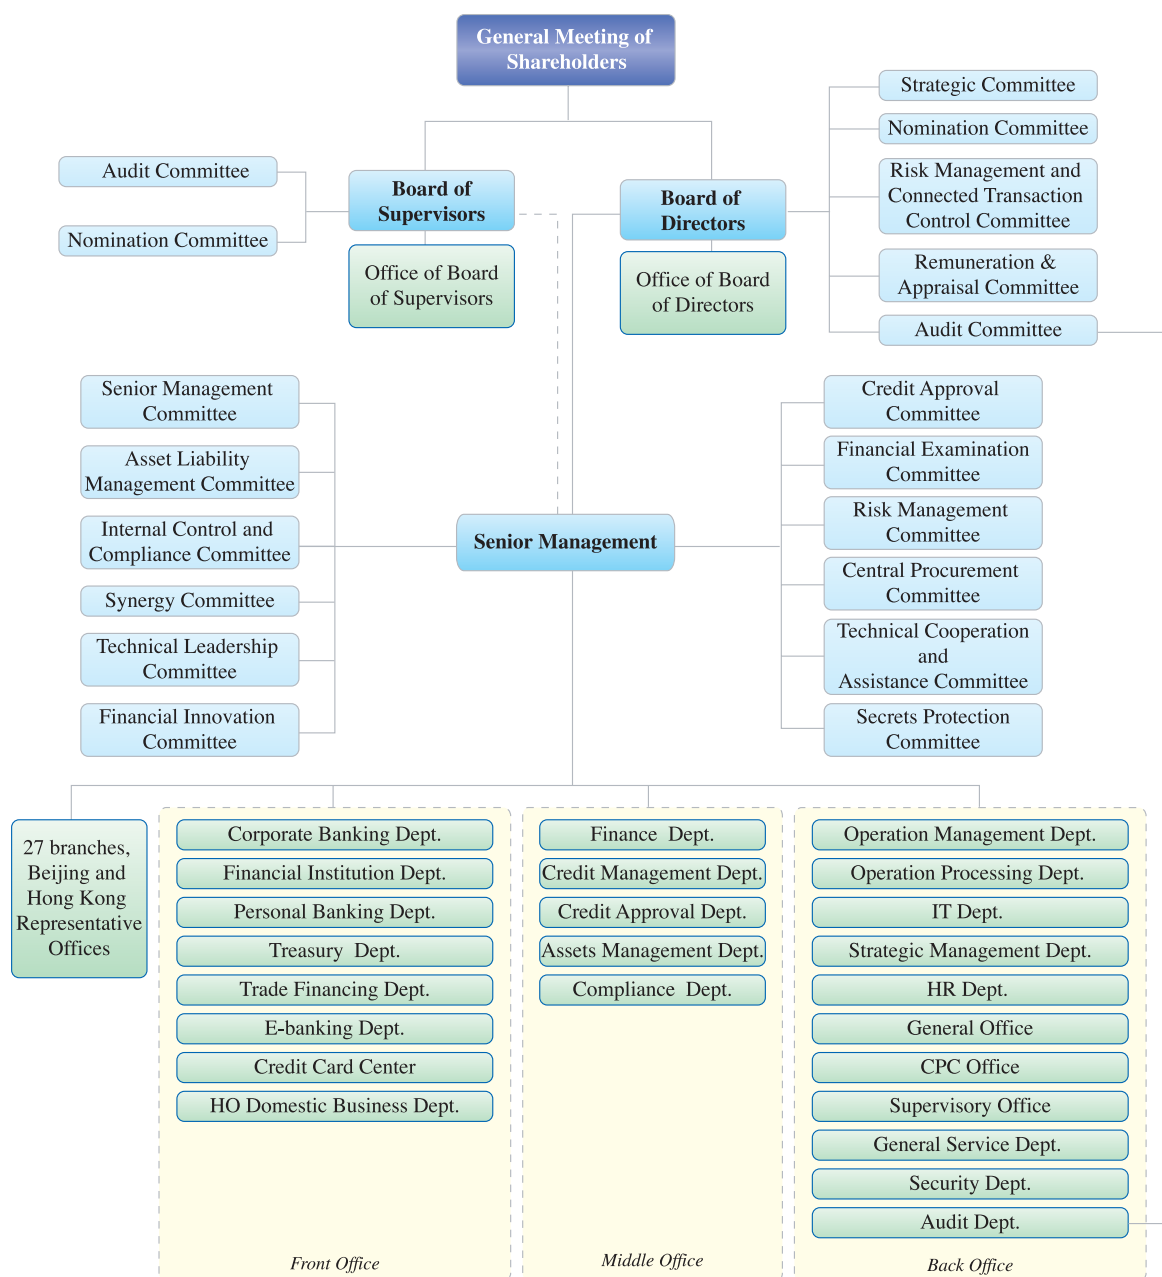 General Meeting of
Shareholders
Strategic Committee
Nomination Committee
Risk Management and
Connected Transaction
Control Committee
Remuneration &
Appraisal Committee
Audit Committee
Audit Committee
Nomination Committee
Board of
Supervisors
Office of Board
of Supervisors
Board of
Directors
Office of Board
of Directors
Senior Management
Committee
Asset Liability
Management Committee
Internal Control and
Compliance Committee
Synergy Committee
Technical Leadership
Committee
Financial Innovation
Committee
Senior Management
Credit Approval
Committee
Financial Examination
Committee
Risk Management
Committee
Central Procurement
Committee
Technical Cooperation
and
Assistance Committee
Secrets Protection
Committee
27 branches,
Beijing and
Hong Kong
Representative
Offices
Corporate Banking Dept.
Financial Institution Dept.
Personal Banking Dept.
Treasury Dept.
Trade Financing Dept.
E-banking Dept.
Credit Card Center
HO Domestic Business Dept.
Front Office
Finance Dept.
Credit Management Dept.
Credit Approval Dept.
Assets Management Dept.
Compliance Dept.
Middle Office
Operation Management Dept.
Operation Processing Dept.
IT Dept.
Strategic Management Dept.
HR Dept.
General Office
CPC Office
Supervisory Office
General Service Dept.
Security Dept.
Audit Dept.
Back Office